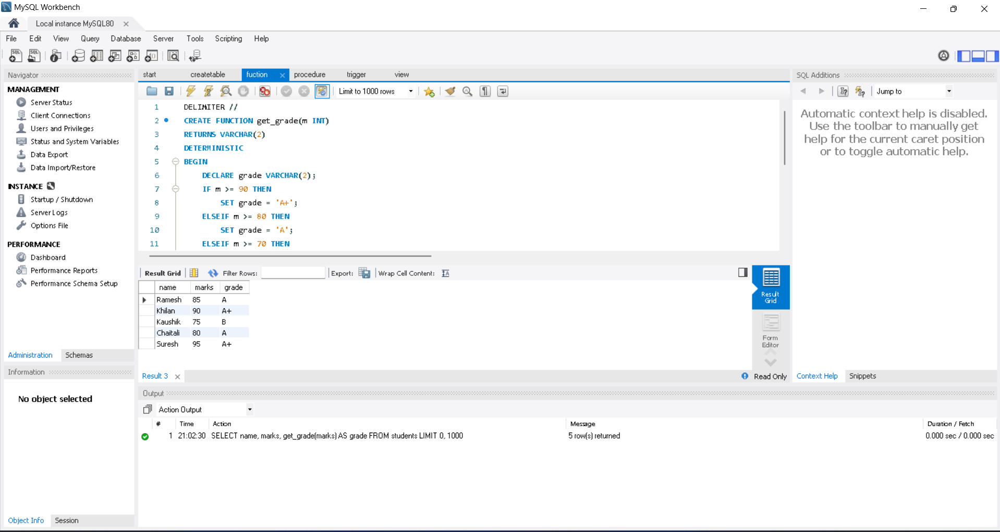 MySQL Workbench
Local instance MySQL80
File Edit View Query Database Server Tools Scripting Help
Navigator
MANAGEMENT
Server Status
Client Connections
Users and Privileges
Status and System Variables
Data Export
Data Import/Restore
INSTANCE
Startup / Shutdown
Server Logs
Options File
PERFORMANCE
Dashboard
Performance Reports
Performance Schema Setup
Administration Schemas
Information
No object selected
Object Info Session
start createtable fuction procedure trigger view
Limit to 1000 rows
1 DELIMITER //
2 CREATE FUNCTION get_grade(m INT)
3 RETURNS VARCHAR(2)
4 DETERMINISTIC
5 BEGIN
6 DECLARE grade VARCHAR(2);
7 IF m >= 90 THEN
8 SET grade = 'A+';
9 ELSEIF m >= 80 THEN
10 SET grade = 'A';
11 ELSEIF m >= 70 THEN
Result Grid Filter Rows: Export: Wrap Cell Content:
name marks grade
Ramesh 85 A
Khilan 90 A+
Kaushik 75 B
Chaitali 80 A
Suresh 95 A+
Result
Grid
Form
Editor
Result 3 Read Only
SQL Additions
Jump to
Automatic context help is disabled.
Use the toolbar to manually get
help for the current caret position
or to toggle automatic help.
Context Help Snippets
Output
Action Output
# Time Action Message Duration / Fetch
1 21:02:30 SELECT name, marks, get_grade(marks) AS grade FROM students LIMIT 0, 1000 5 row(s) returned 0.000 sec / 0.000 sec